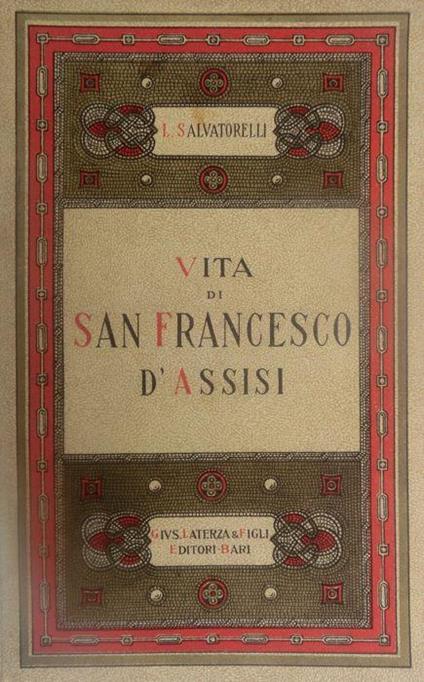 L. SALVATORELLI
VITA
DI
SAN FRANCESCO
D'ASSISI
GIVS. LATERZA & FIGLI
EDITORI-BARI